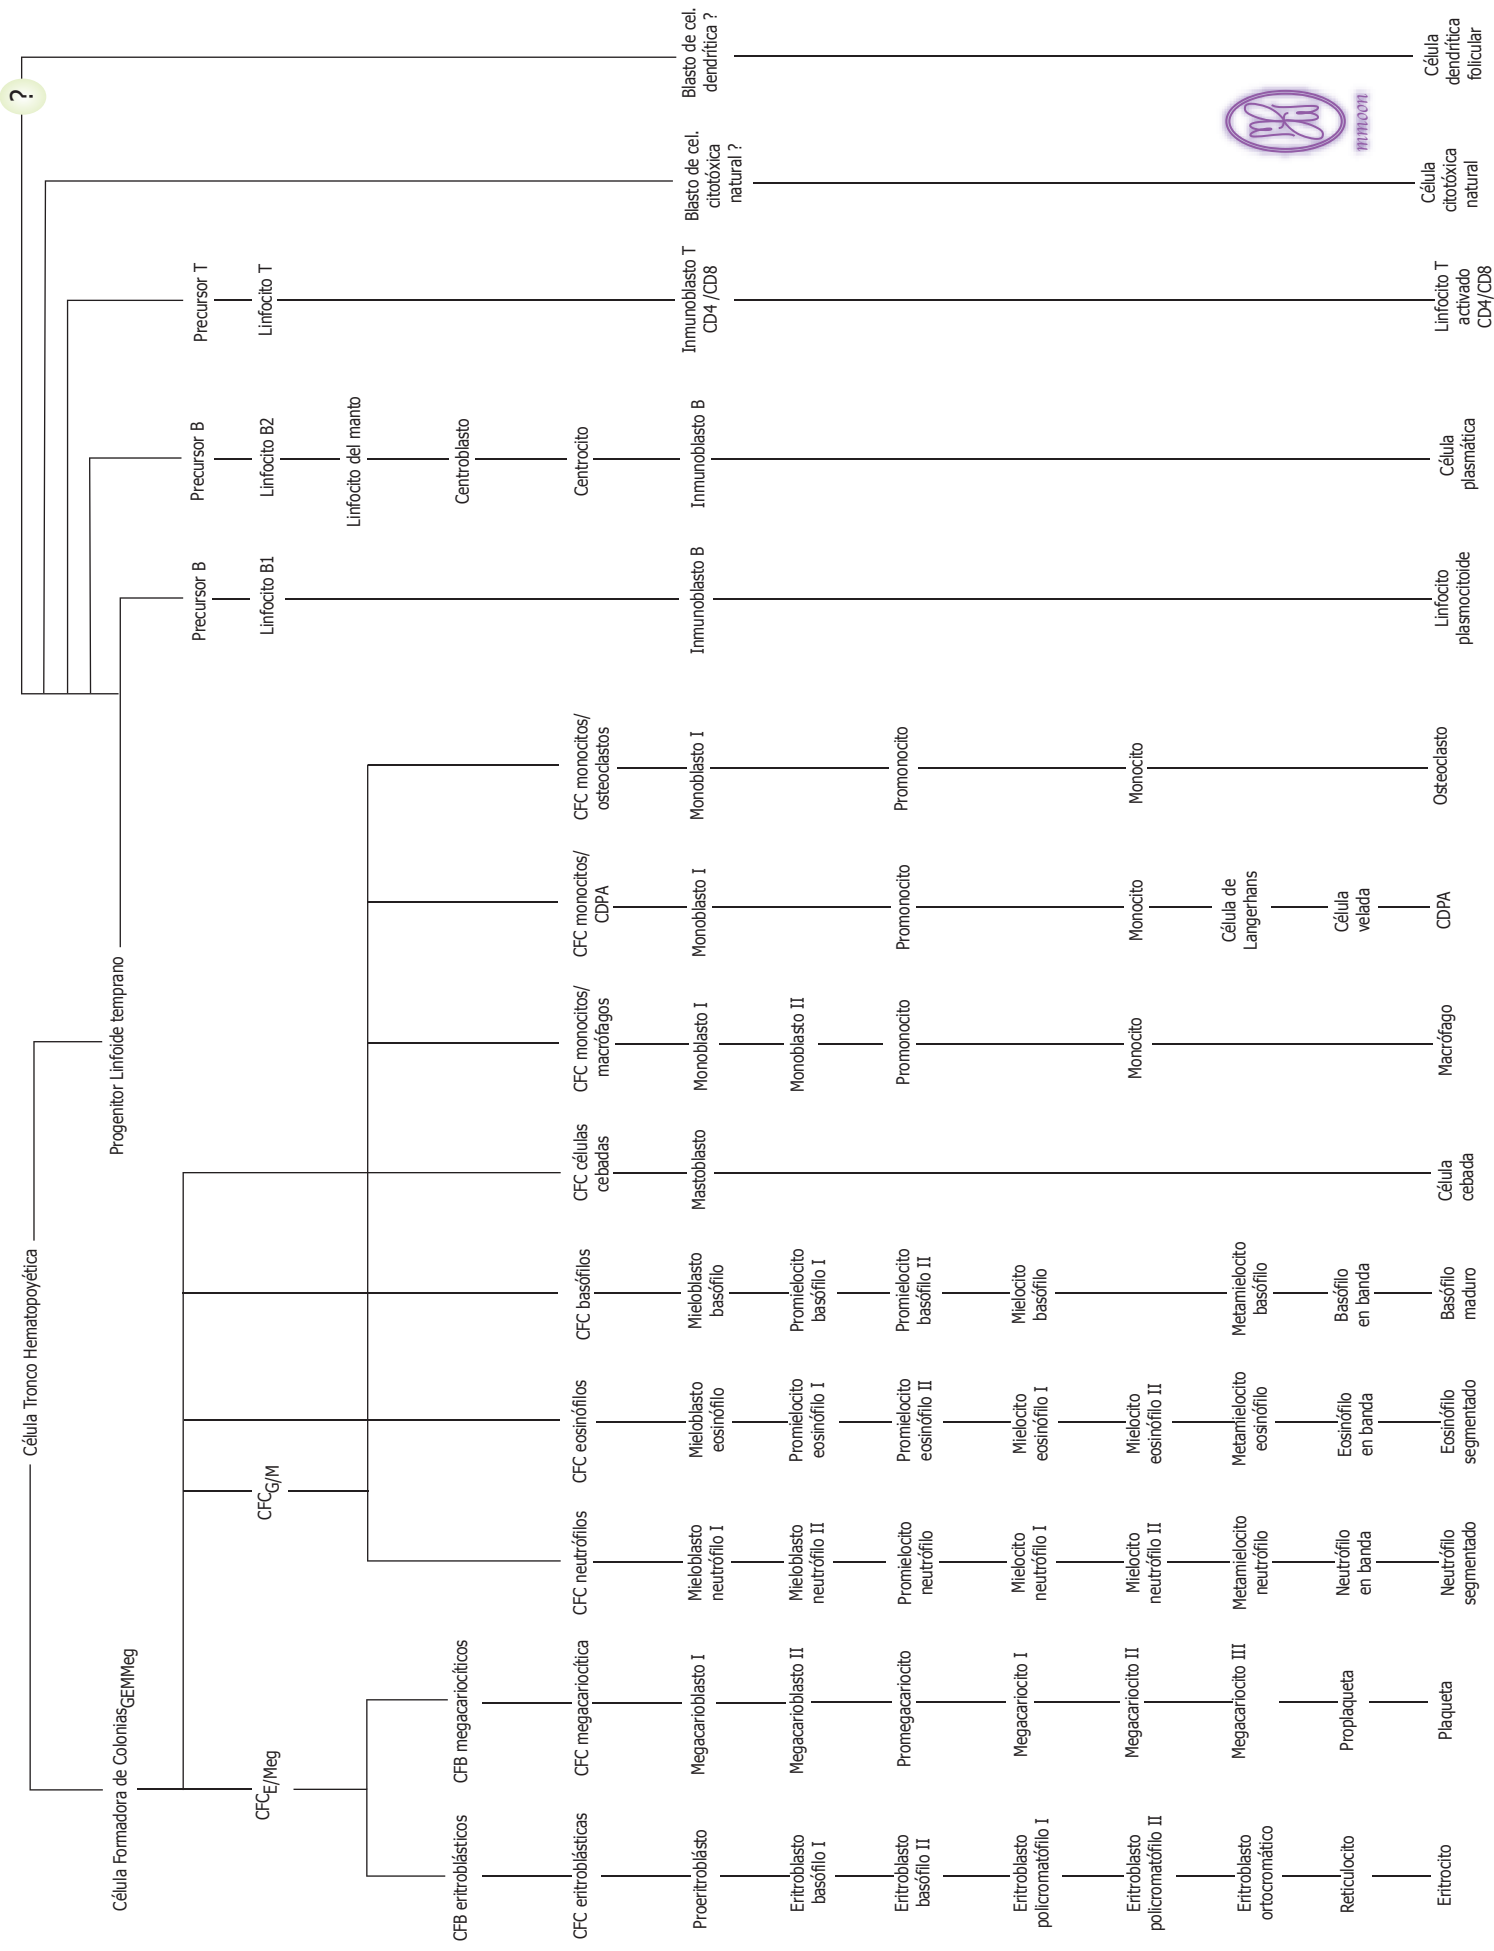 Célula Tronco Hematopoyética
Célula Formadora de ColoniasGEMMeg
Progenitor Linfoide temprano
?
CFCE/Meg
CFCG/M
CFB eritroblásticos
CFC eritroblásticas
Proeritroblásto
Eritroblasto
basófilo I
Eritroblasto
basófilo II
Eritroblasto
policromatófilo I
Eritroblasto
policromatófilo II
Eritroblasto
ortocromático
Reticulocito
Eritrocito
CFB megacariocíticos
CFC megacariocítica
Megacarioblasto I
Megacarioblasto II
Promegacariocito
Megacariocito I
Megacariocito II
Megacariocito III
Proplaqueta
Plaqueta
CFC neutrófilos
Mieloblasto
neutrófilo I
Mieloblasto
neutrófilo II
Promielocito
neutrófilo
Mielocito
neutrófilo I
Mielocito
neutrófilo II
Metamielocito
neutrófilo
Neutrófilo
en banda
Neutrófilo
segmentado
CFC eosinófilos
Mieloblasto
eosinófilo
Promielocito
eosinófilo I
Promielocito
eosinófilo II
Mielocito
eosinófilo I
Mielocito
eosinófilo II
Metamielocito
eosinófilo
Eosinófilo
en banda
Eosinófilo
segmentado
CFC basófilos
Mieloblasto
basófilo
Promielocito
basófilo I
Promielocito
basófilo II
Mielocito
basófilo
Metamielocito
basófilo
Basófilo
en banda
Basófilo
maduro
CFC células
cebadas
Mastoblasto
Célula
cebada
CFC monocitos/
macrófagos
Monoblasto I
Monoblasto II
Promonocito
Monocito
Macrófago
CFC monocitos/
CDPA
Monoblasto I
Promonocito
Monocito
Célula de
Langerhans
Célula
velada
CDPA
CFC monocitos/
osteoclastos
Monoblasto I
Promonocito
Monocito
Osteoclasto
Precursor B
Linfocito B1
Inmunoblasto B
Linfocito
plasmocitoide
Precursor B
Linfocito B2
Linfocito del manto
Centroblasto
Centrocito
Inmunoblasto B
Célula
plasmática
Precursor T
Linfocito T
Inmunoblasto T
CD4 /CD8
Linfocito T
activado
CD4/CD8
Blasto de cel.
citotóxica
natural ?
Célula
citotóxica
natural
Blasto de cel.
dendrítica ?
Célula
dendrítica
folicular
mmoon